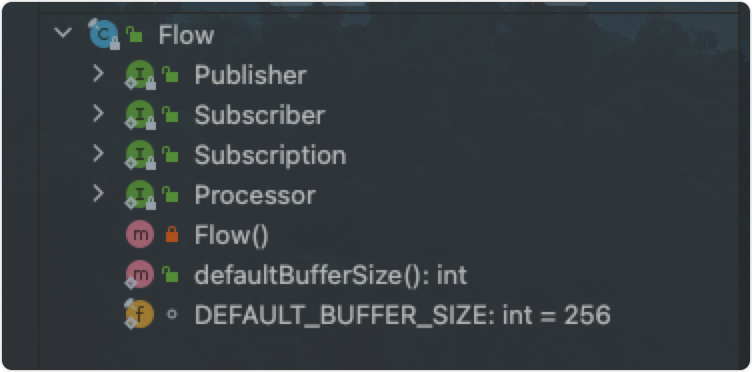 Flow
Publisher
Subscriber
Subscription
Processor
Flow()
defaultBufferSize(): int
DEFAULT_BUFFER_SIZE: int = 256